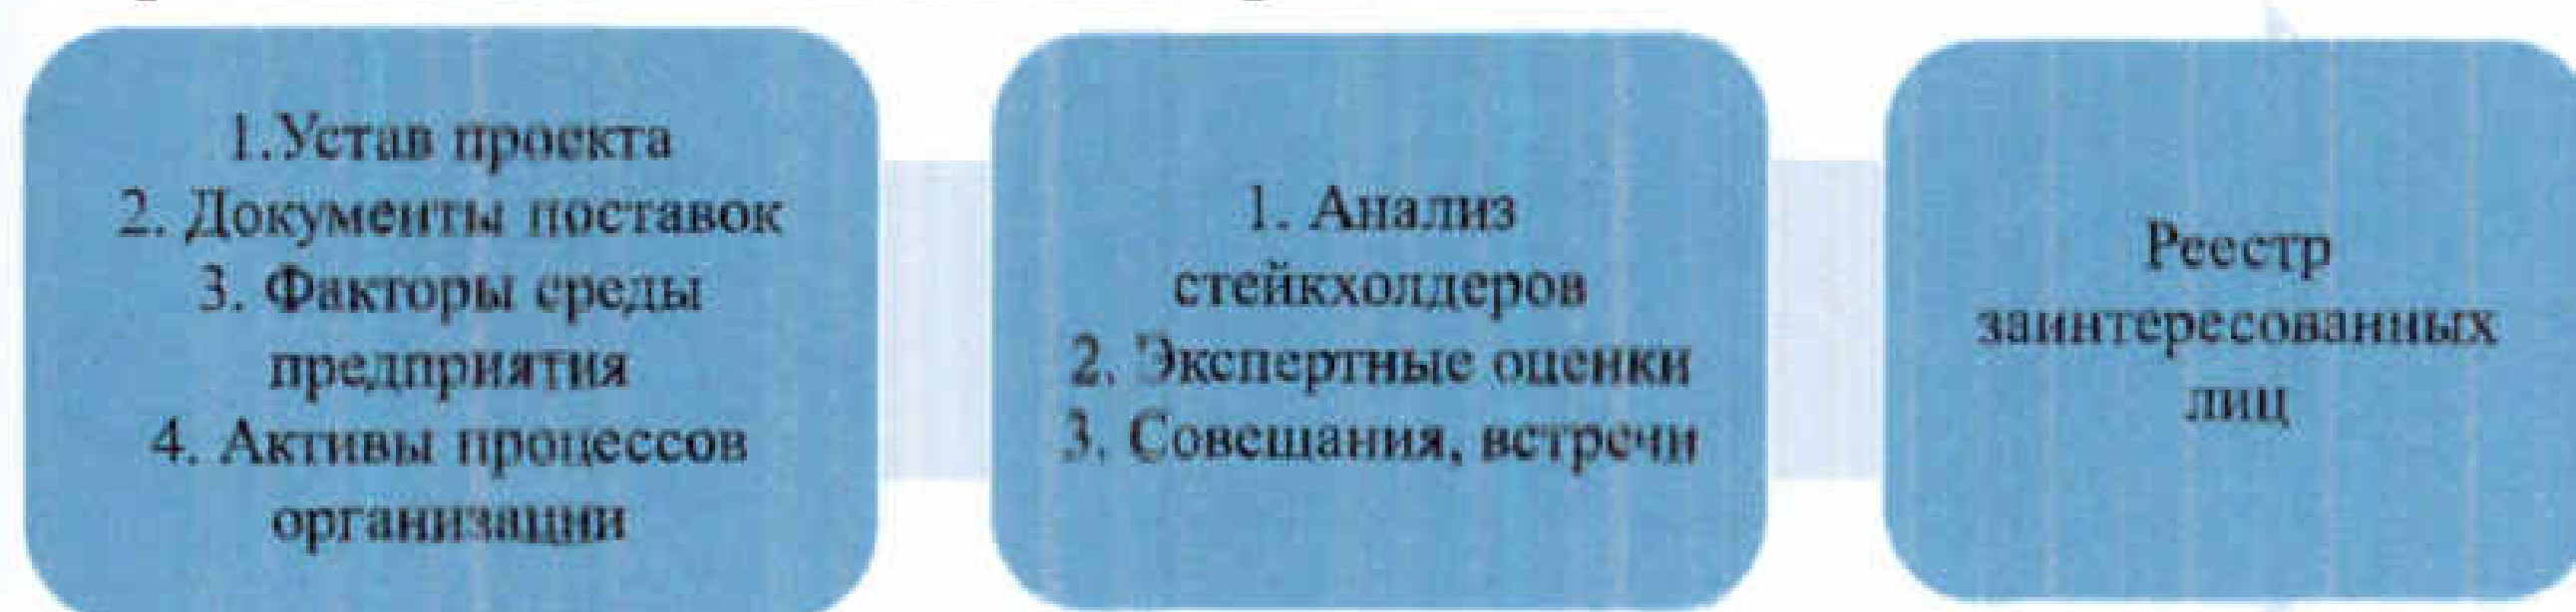 1.Устав проекта
2. Документы поставок
3. Факторы среды
предприятия
4. Активы процессов
организации
1. Анализ
стейкхолдеров
2. Экспертные оценки
3. Совещания, встречи
Реестр
заинтересованных
лиц